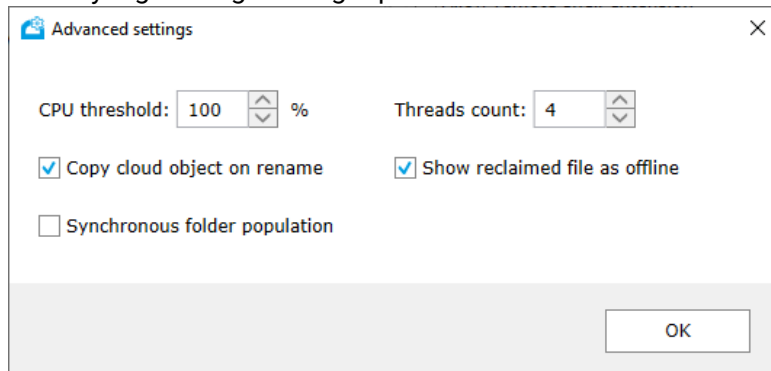 Advanced settings
CPU threshold: 100 % Threads count: 4
Copy cloud object on rename Show reclaimed file as offline
Synchronous folder population
OK